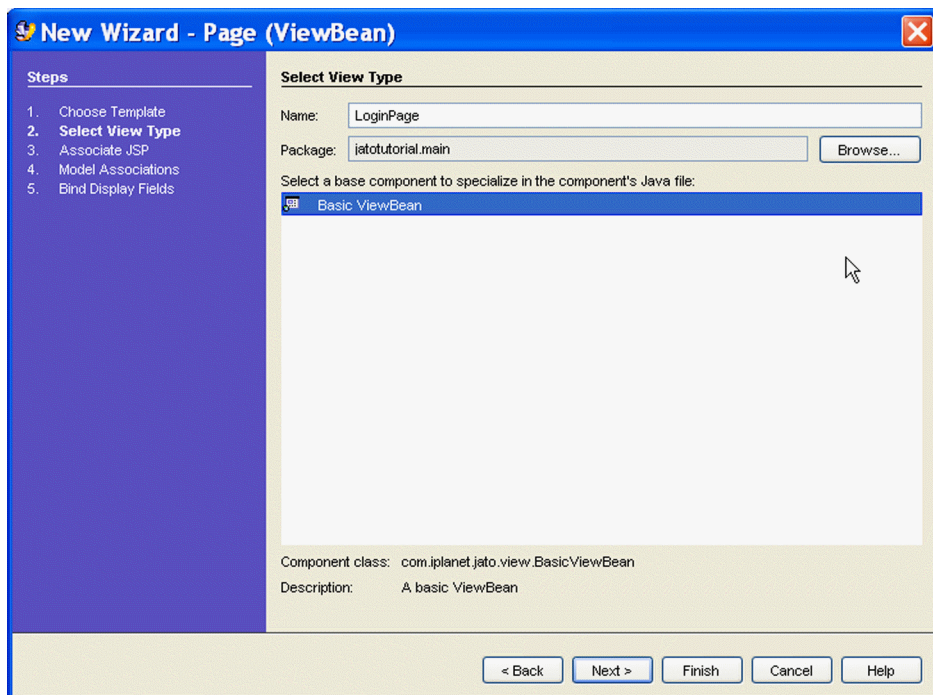 New Wizard - Page (ViewBean)
Steps
1. Choose Template
2. Select View Type
3. Associate JSP
4. Model Associations
5. Bind Display Fields
Select View Type
Name: LoginPage
Package: jatotutorial.main Browse...
Select a base component to specialize in the component's Java file:
Basic ViewBean
Component class: com.iplanet.jato.view.BasicViewBean
Description: A basic ViewBean
< Back Next > Finish Cancel Help